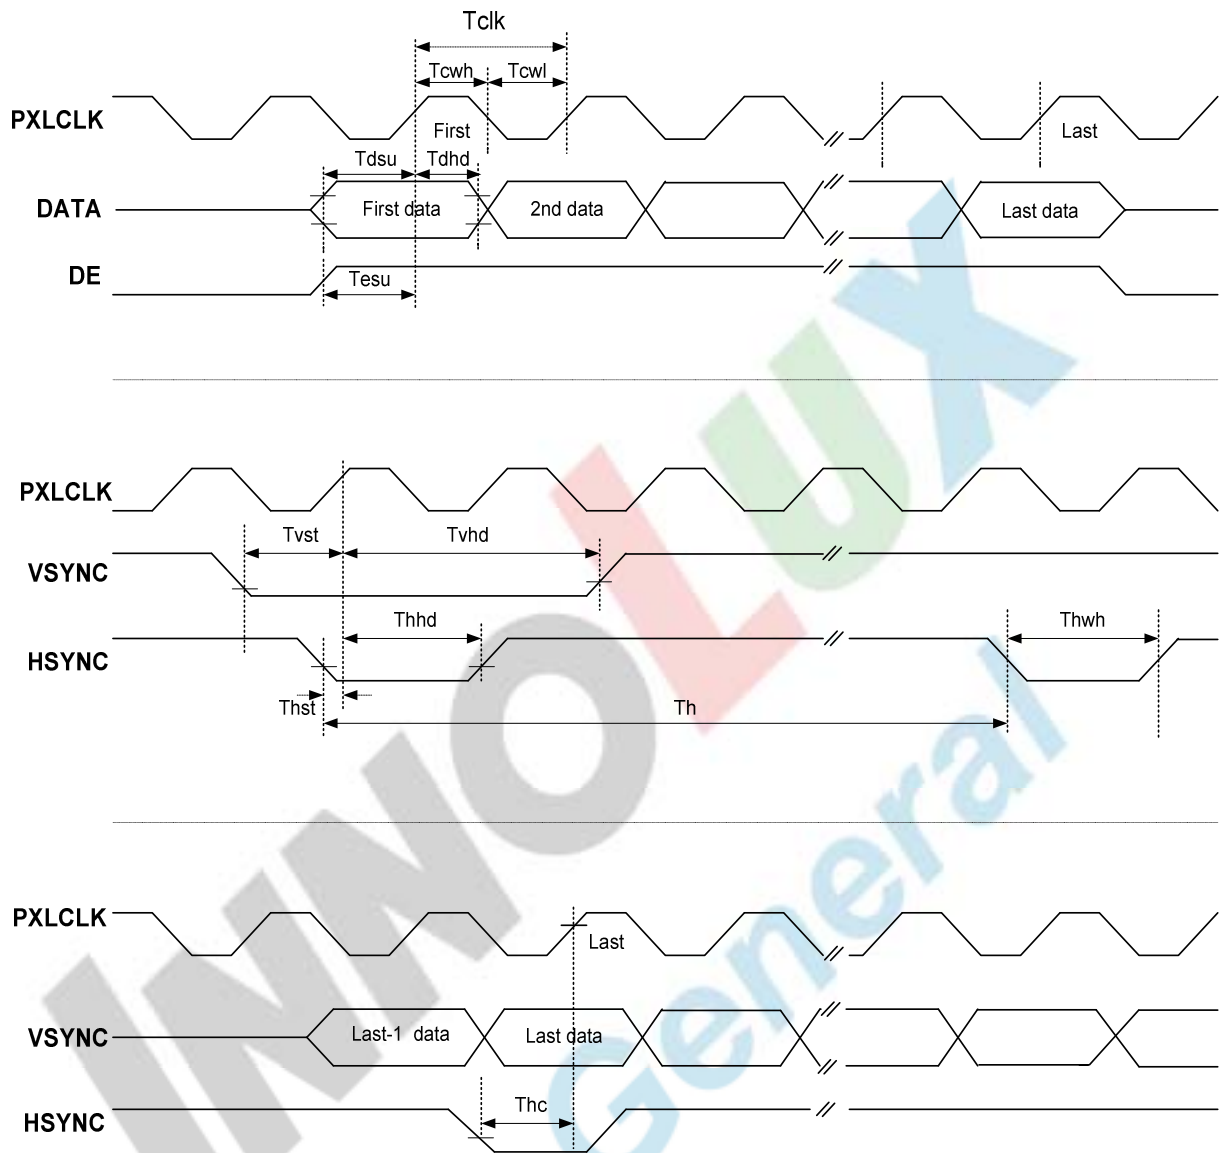 Tclk
Tcwh Tcwl
PXLCLK
First
Last
Tdsu Tdhd
DATA
First data
2nd data
Last data
DE
Tesu
PXLCLK
Tvst
Tvhd
VSYNC
Thhd
Thwh
HSYNC
Thst
Th
PXLCLK
Last
VSYNC
Last-1 data
Last data
Thc
HSYNC
INNOLUX
General